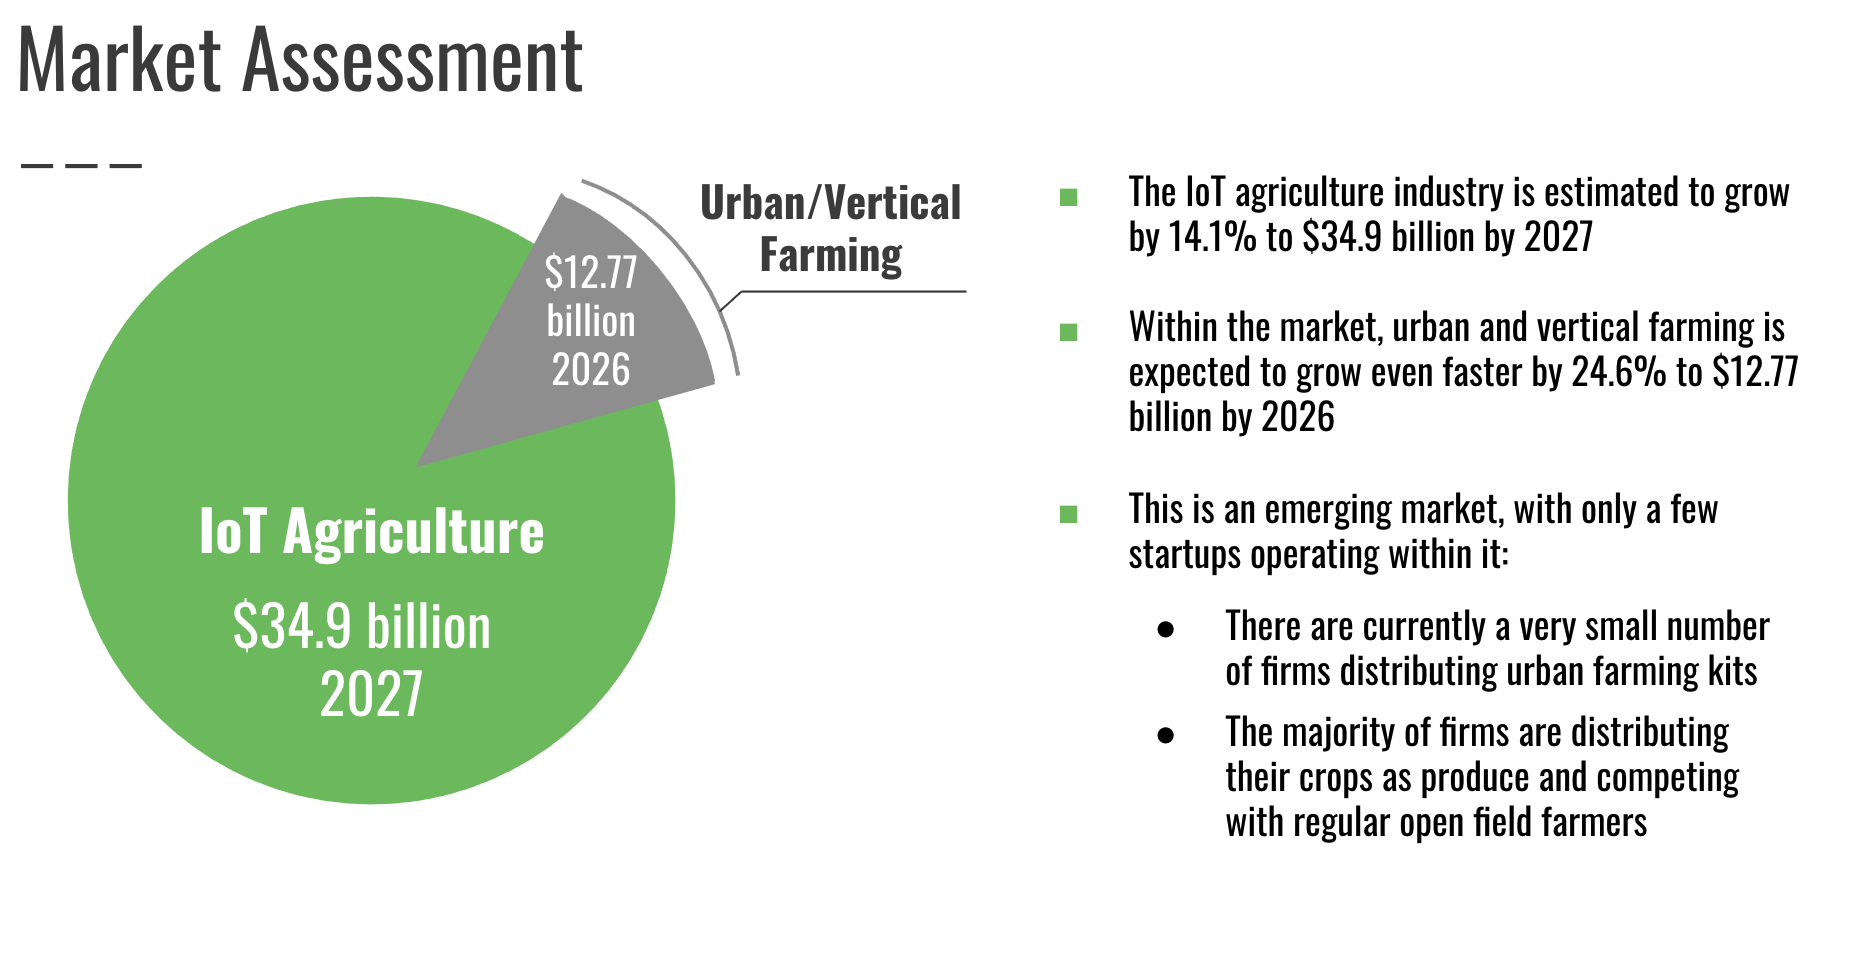 Market Assessment
Urban/Vertical
Farming
$12.77
billion
2026
IoT Agriculture
$34.9 billion
2027
The IoT agriculture industry is estimated to grow
by 14.1% to $34.9 billion by 2027
Within the market, urban and vertical farming is
expected to grow even faster by 24.6% to $12.77
billion by 2026
This is an emerging market, with only a few
startups operating within it:
There are currently a very small number
of firms distributing urban farming kits
The majority of firms are distributing
their crops as produce and competing
with regular open field farmers